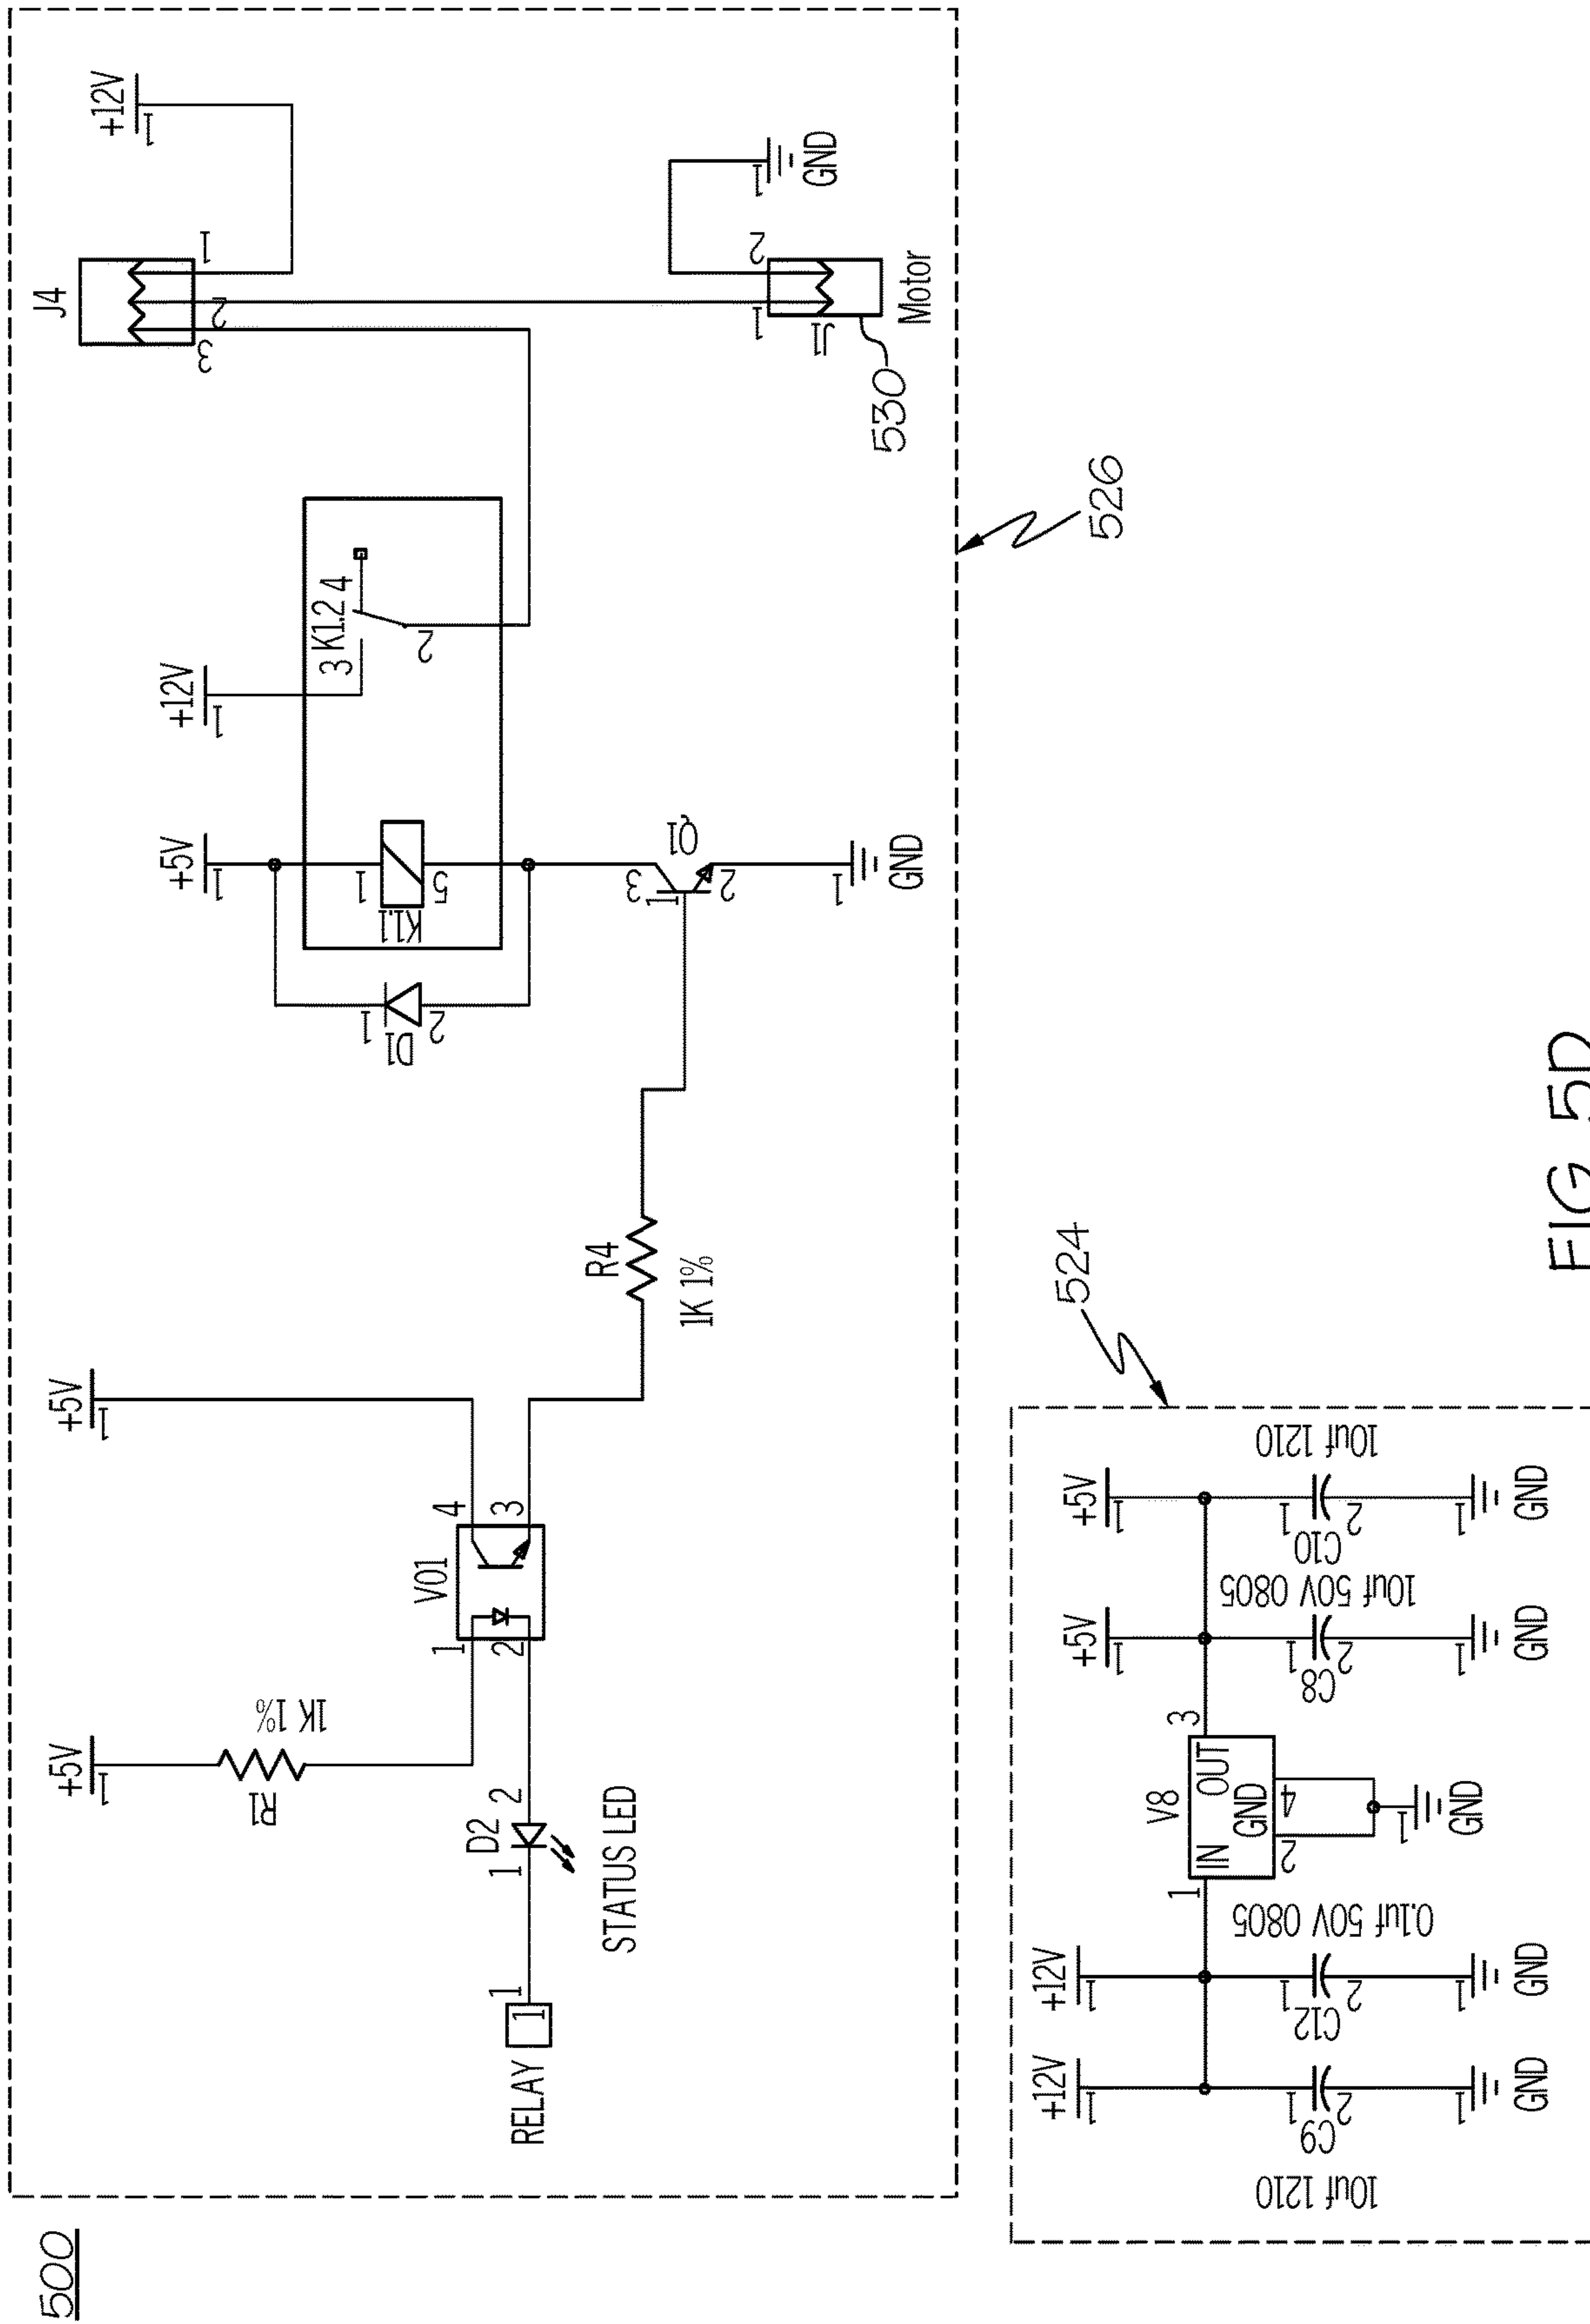 500
RELAY
1
1
D2
1
2
STATUS LED
+5V
1
R1
1K 1%
V01
1
2
4
3
+5V
1
R4
1K 1%
D1
1
2
+5V
1
K1.1
1
5
Q1
3
1
2
1
GND
+12V
1
3
K1.2
4
2
J4
3
2
1
+12V
1
1
2
J1
Motor
530
1
GND
526
524
+12V
1
C9
1
2
10uf 1210
1
GND
+12V
1
C12
1
2
0.1uf 50V 0805
1
GND
V8
1
IN
OUT
3
GND
2
4
1
GND
+5V
1
C8
1
2
10uf 50V 0805
1
GND
+5V
1
C10
1
2
10uf 1210
1
GND
FIG. 5D